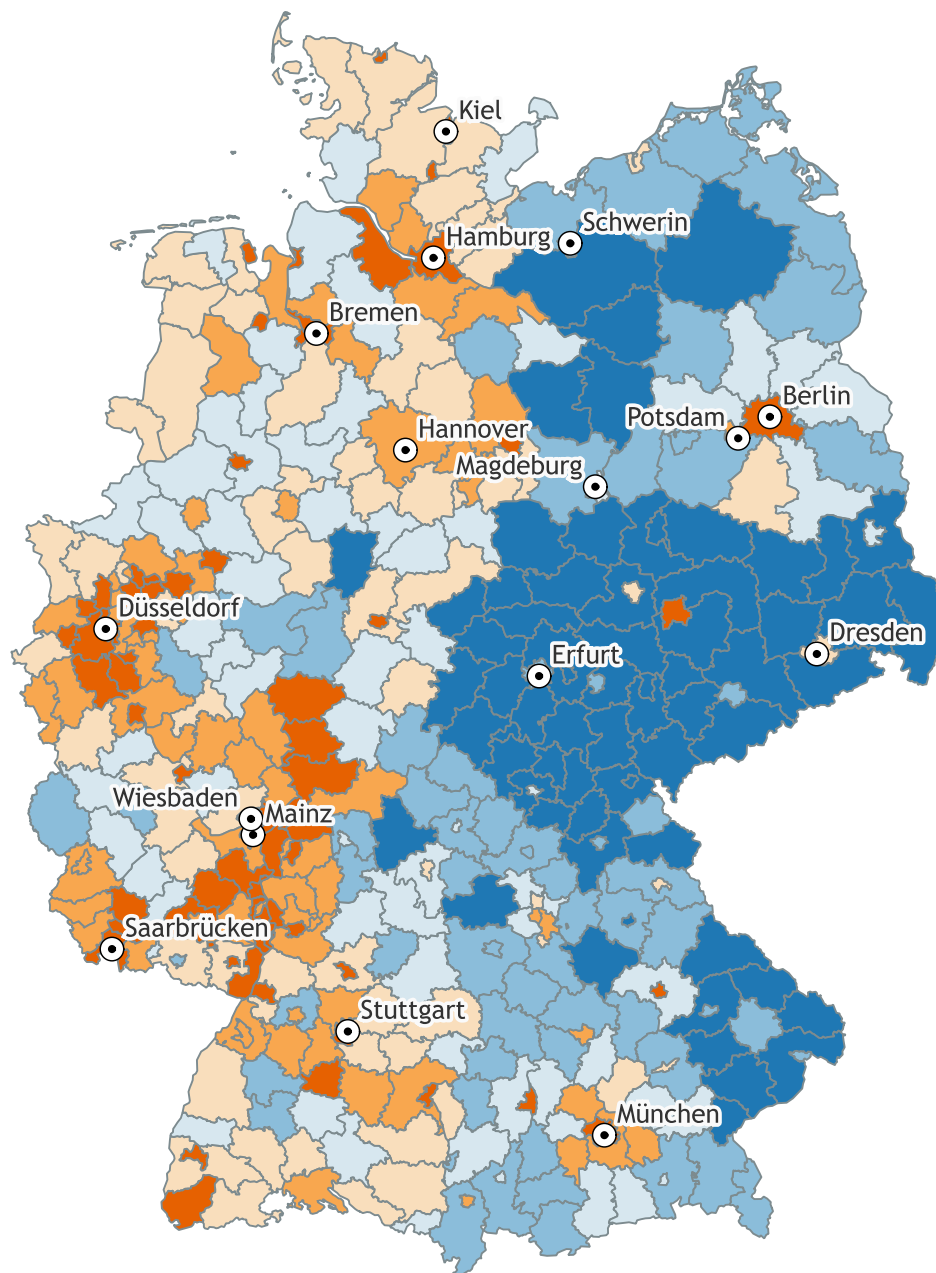 Kiel
Schwerin
Hamburg
Bremen
Berlin
Potsdam
Hannover
Magdeburg
Düsseldorf
Dresden
Erfurt
Wiesbaden
Mainz
Saarbrücken
Stuttgart
München